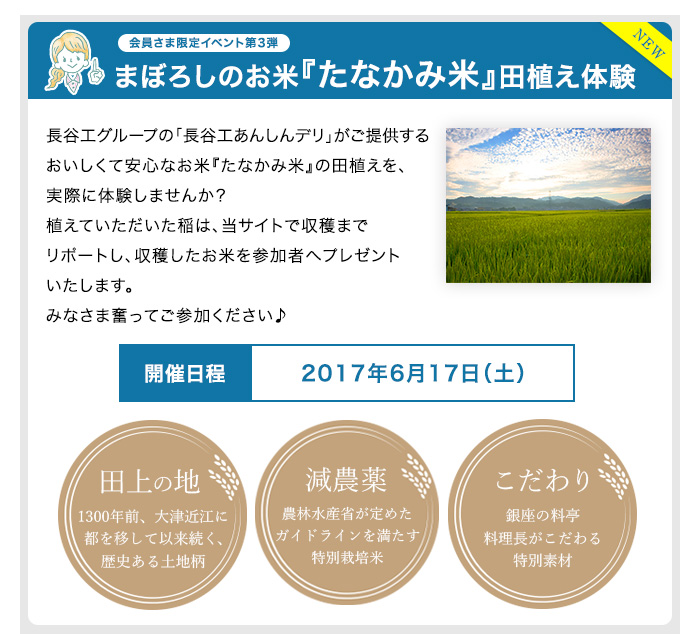 会員さま限定イベント第3弾
まぼろしのお米『たなかみ米』田植え体験
NEW
長谷工グループの「長谷工あんしんデリ」がご提供する
おいしくて安心なお米『たなかみ米』の田植えを、
実際に体験しませんか？
植えていただいた稲は、当サイトで収穫まで
リポートし、収穫したお米を参加者へプレゼント
いたします。
みなさま奮ってご参加ください♪
開催日程
2017年6月17日（土）
田上の地
1300年前、大津近江に
都を移して以来続く、
歴史ある土地柄
減農薬
農林水産省が定めた
ガイドラインを満たす
特別栽培米
こだわり
銀座の料亭
料理長がこだわる
特別素材